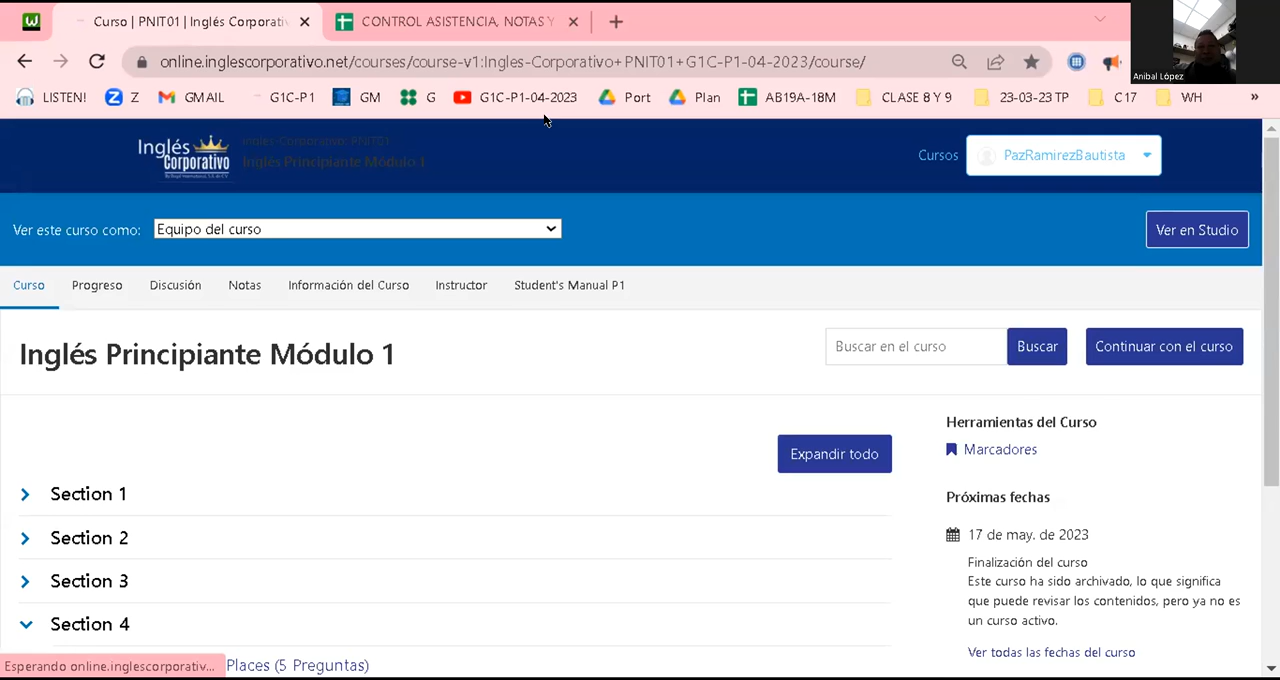 Curso | PNIT01 | Inglés Corporati
CONTROL ASISTENCIA, NOTAS Y
online.inglescorporativo.net/courses/course-v1:Ingles-Corporativo+PNIT01+G1C-P1-04-2023/course/
Anibal López
LISTEN! Z GMAIL G1C-P1 GM G G1C-P1-04-2023 Port Plan AB19A-18M CLASE 8 Y 9 23-03-23 TP C17 WH »
Inglés Corporativo
Ingles-Corporativo: PNIT01
Inglés Principiante Módulo 1
Cursos PazRamirezBautista
Ver este curso como: Equipo del curso Ver en Studio
Curso Progreso Discusión Notas Información del Curso Instructor Student's Manual P1
Inglés Principiante Módulo 1
Buscar en el curso Buscar Continuar con el curso
Herramientas del Curso
Marcadores
Expandir todo
Section 1
Section 2
Section 3
Section 4
Próximas fechas
17 de may. de 2023
Finalización del curso
Este curso ha sido archivado, lo que significa
que puede revisar los contenidos, pero ya no es
un curso activo.
Ver todas las fechas del curso
Esperando online.inglescorporativ... Places (5 Preguntas)